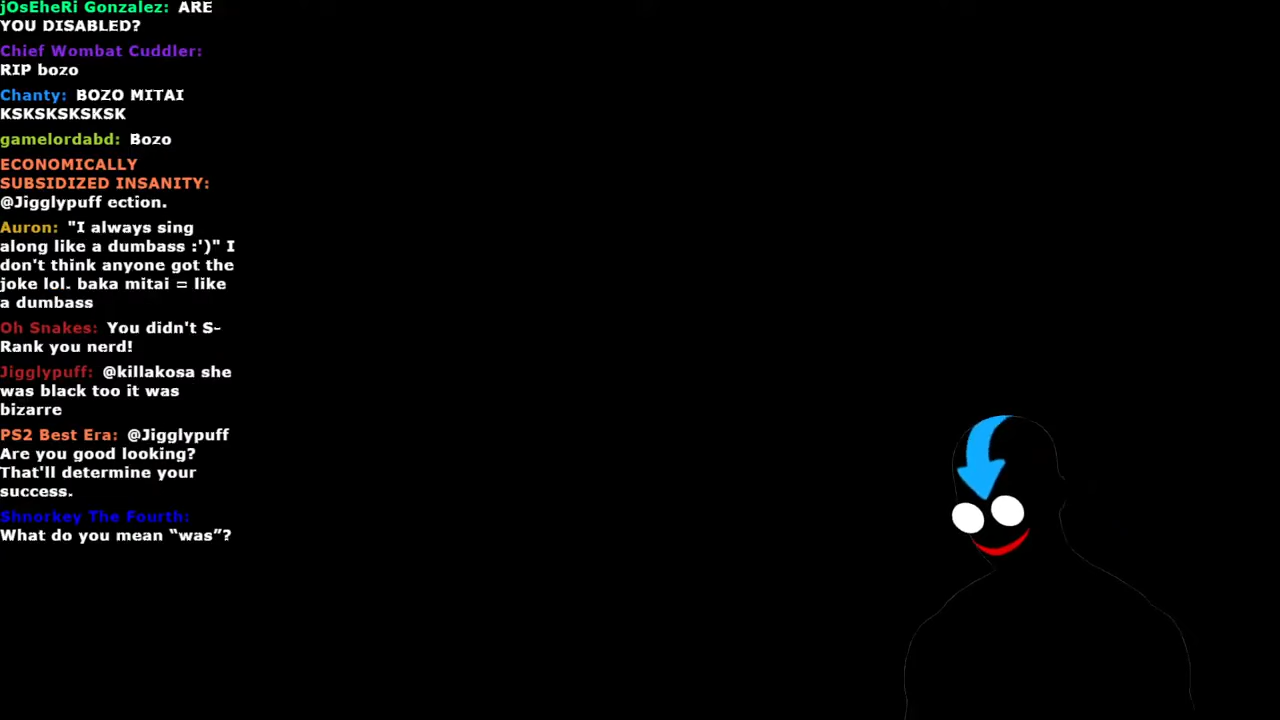 jOsEheRi Gonzalez: ARE
YOU DISABLED?
Chief Wombat Cuddler:
RIP bozo
Chanty: BOZO MITAI
KSKSKSKSKSK
gamelordabd: Bozo
ECONOMICALLY
SUBSIDIZED INSANITY:
@Jigglypuff ection.
Auron: "I always sing
along like a dumbass :')" I
don't think anyone got the
joke lol. baka mitai = like
a dumbass
Oh Snakes: You didn't S-
Rank you nerd!
Jigglypuff: @killakosa she
was black too it was
bizarre
PS2 Best Era: @Jigglypuff
Are you good looking?
That'll determine your
success.
Shnorkey The Fourth:
What do you mean “was”?